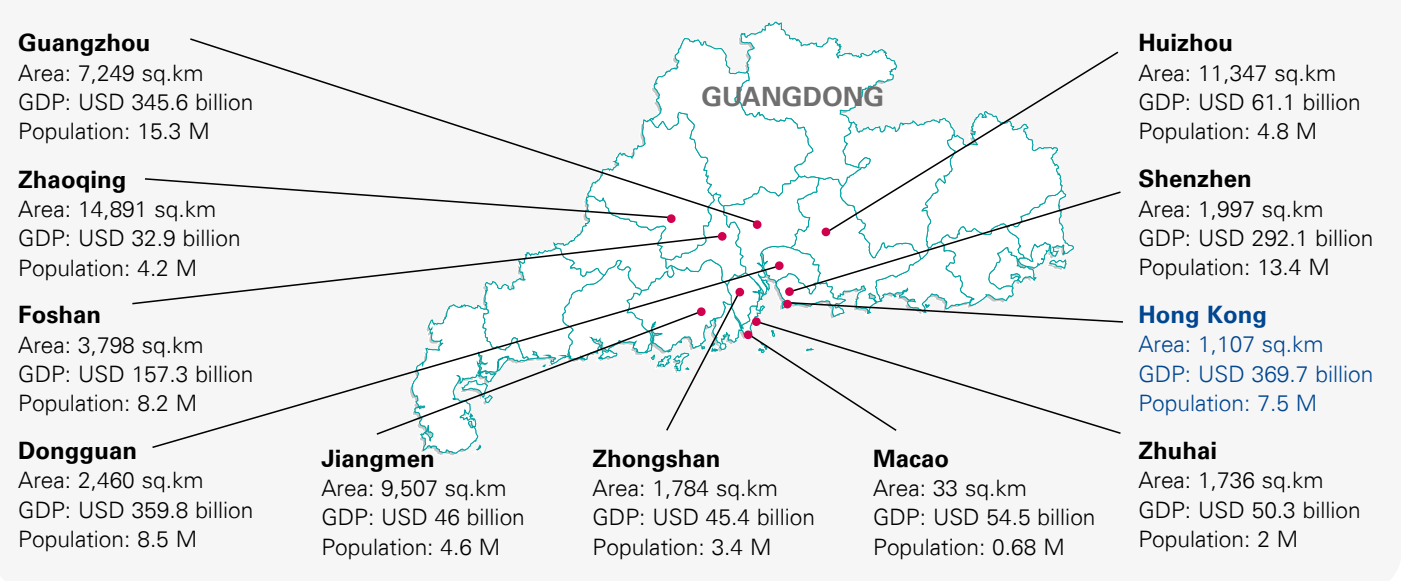 Guangzhou
Area: 7,249 sq.km
GDP: USD 345.6 billion
Population: 15.3 M
Zhaoqing
Area: 14,891 sq.km
GDP: USD 32.9 billion
Population: 4.2 M
Foshan
Area: 3,798 sq.km
GDP: USD 157.3 billion
Population: 8.2 M
Dongguan
Area: 2,460 sq.km
GDP: USD 359.8 billion
Population: 8.5 M
Jiangmen
Area: 9,507 sq.km
GDP: USD 46 billion
Population: 4.6 M
Zhongshan
Area: 1,784 sq.km
GDP: USD 45.4 billion
Population: 3.4 M
Macao
Area: 33 sq.km
GDP: USD 54.5 billion
Population: 0.68 M
GUANGDONG
Huizhou
Area: 11,347 sq.km
GDP: USD 61.1 billion
Population: 4.8 M
Shenzhen
Area: 1,997 sq.km
GDP: USD 292.1 billion
Population: 13.4 M
Hong Kong
Area: 1,107 sq.km
GDP: USD 369.7 billion
Population: 7.5 M
Zhuhai
Area: 1,736 sq.km
GDP: USD 50.3 billion
Population: 2 M